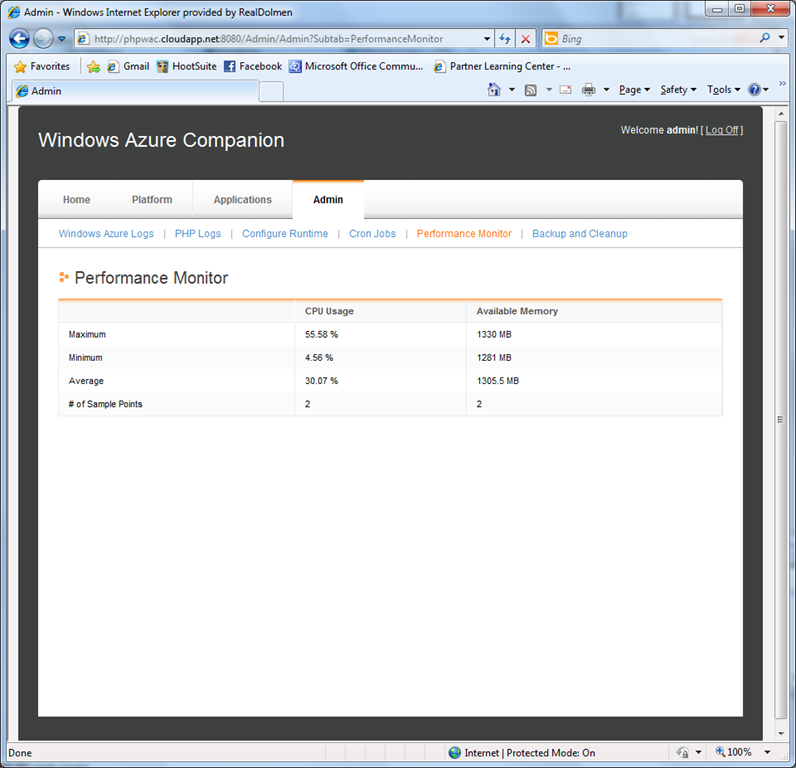 Admin - Windows Internet Explorer provided by RealDolmen
http://phpwac.cloudapp.net:8080/Admin/Admin?Subtab=PerformanceMonitor
Bing
Favorites Gmail HootSuite Facebook Microsoft Office Commu... Partner Learning Center - ...
Admin Page Safety Tools
Windows Azure Companion
Welcome admin! [ Log Off ]
Home Platform Applications Admin
Windows Azure Logs | PHP Logs | Configure Runtime | Cron Jobs | Performance Monitor | Backup and Cleanup
Performance Monitor
CPU Usage Available Memory
Maximum 55.58 % 1330 MB
Minimum 4.56 % 1281 MB
Average 30.07 % 1305.5 MB
# of Sample Points 2 2
Done Internet | Protected Mode: On 100%